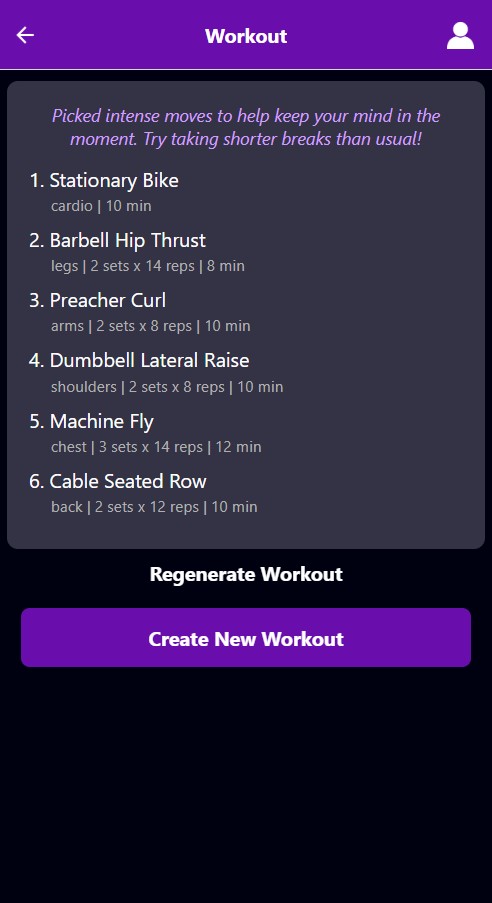 Workout
Picked intense moves to help keep your mind in the
moment. Try taking shorter breaks than usual!
1. Stationary Bike
cardio | 10 min
2. Barbell Hip Thrust
legs | 2 sets x 14 reps | 8 min
3. Preacher Curl
arms | 2 sets x 8 reps | 10 min
4. Dumbbell Lateral Raise
shoulders | 2 sets x 8 reps | 10 min
5. Machine Fly
chest | 3 sets x 14 reps | 12 min
6. Cable Seated Row
back | 2 sets x 12 reps | 10 min
Regenerate Workout
Create New Workout